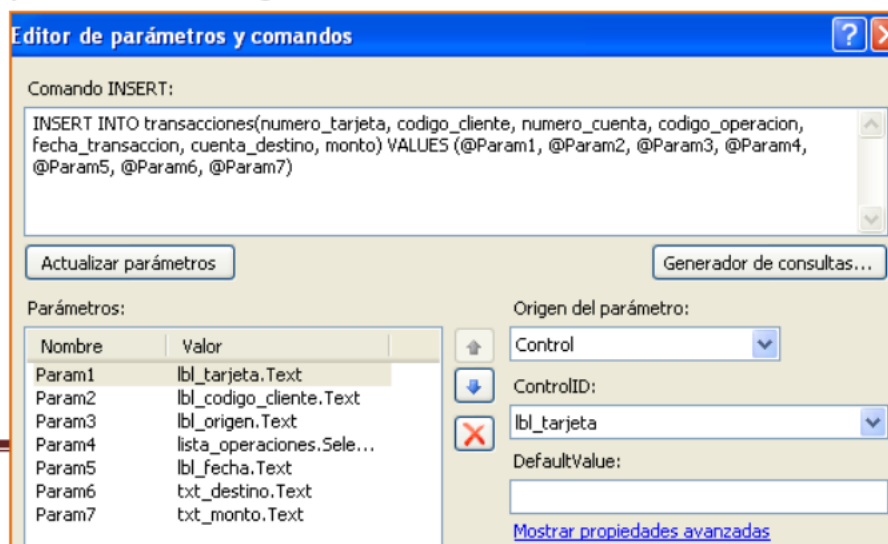 Editor de parámetros y comandos
Comando INSERT:
INSERT INTO transacciones(numero_tarjeta, codigo_cliente, numero_cuenta, codigo_operacion,
fecha_transaccion, cuenta_destino, monto) VALUES (@Param1, @Param2, @Param3, @Param4,
@Param5, @Param6, @Param7)
Actualizar parámetros
Generador de consultas...
Parámetros:
Nombre Valor
Param1 lbl_tarjeta.Text
Param2 lbl_codigo_cliente.Text
Param3 lbl_origen.Text
Param4 lista_operaciones.Sele...
Param5 lbl_fecha.Text
Param6 txt_destino.Text
Param7 txt_monto.Text
Origen del parámetro:
Control
ControlID:
lbl_tarjeta
DefaultValue:
Mostrar propiedades avanzadas